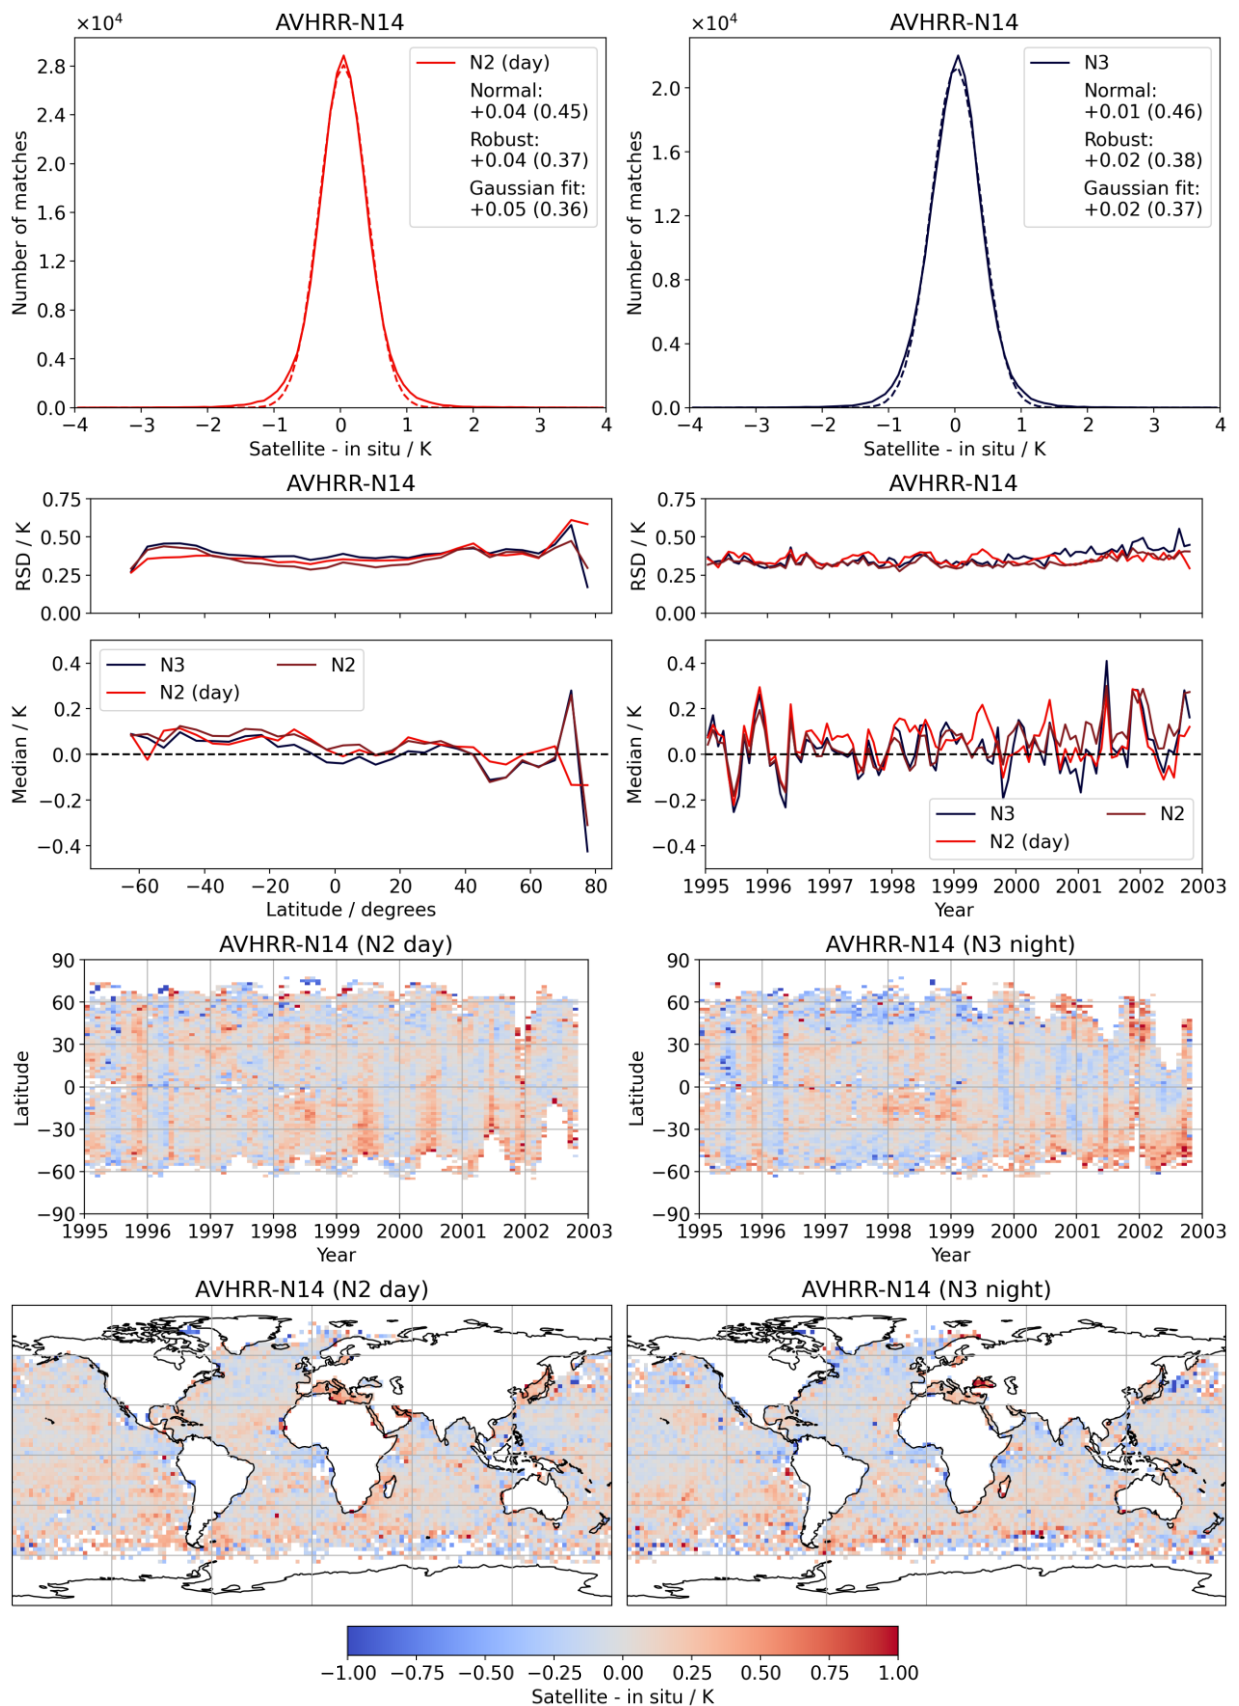 AVHRR-N14
×10⁴
N2 (day)
Normal:
+0.04 (0.45)
Robust:
+0.04 (0.37)
Gaussian fit:
+0.05 (0.36)
Number of matches
2.8
2.4
2.0
1.6
1.2
0.8
0.4
0.0
−4 −3 −2 −1 0 1 2 3 4
Satellite - in situ / K
AVHRR-N14
×10⁴
N3
Normal:
+0.01 (0.46)
Robust:
+0.02 (0.38)
Gaussian fit:
+0.02 (0.37)
Number of matches
2.0
1.6
1.2
0.8
0.4
0.0
−4 −3 −2 −1 0 1 2 3 4
Satellite - in situ / K
AVHRR-N14
RSD / K
0.75
0.50
0.25
0.00
Median / K
0.4
0.2
0.0
−0.2
−0.4
N3 N2
N2 (day)
−60 −40 −20 0 20 40 60 80
Latitude / degrees
AVHRR-N14
RSD / K
0.75
0.50
0.25
0.00
Median / K
0.4
0.2
0.0
−0.2
−0.4
N3 N2
N2 (day)
1995 1996 1997 1998 1999 2000 2001 2002 2003
Year
AVHRR-N14 (N2 day)
Latitude
90
60
30
0
−30
−60
−90
1995 1996 1997 1998 1999 2000 2001 2002 2003
Year
AVHRR-N14 (N3 night)
Latitude
90
60
30
0
−30
−60
−90
1995 1996 1997 1998 1999 2000 2001 2002 2003
Year
AVHRR-N14 (N2 day)
AVHRR-N14 (N3 night)
−1.00 −0.75 −0.50 −0.25 0.00 0.25 0.50 0.75 1.00
Satellite - in situ / K